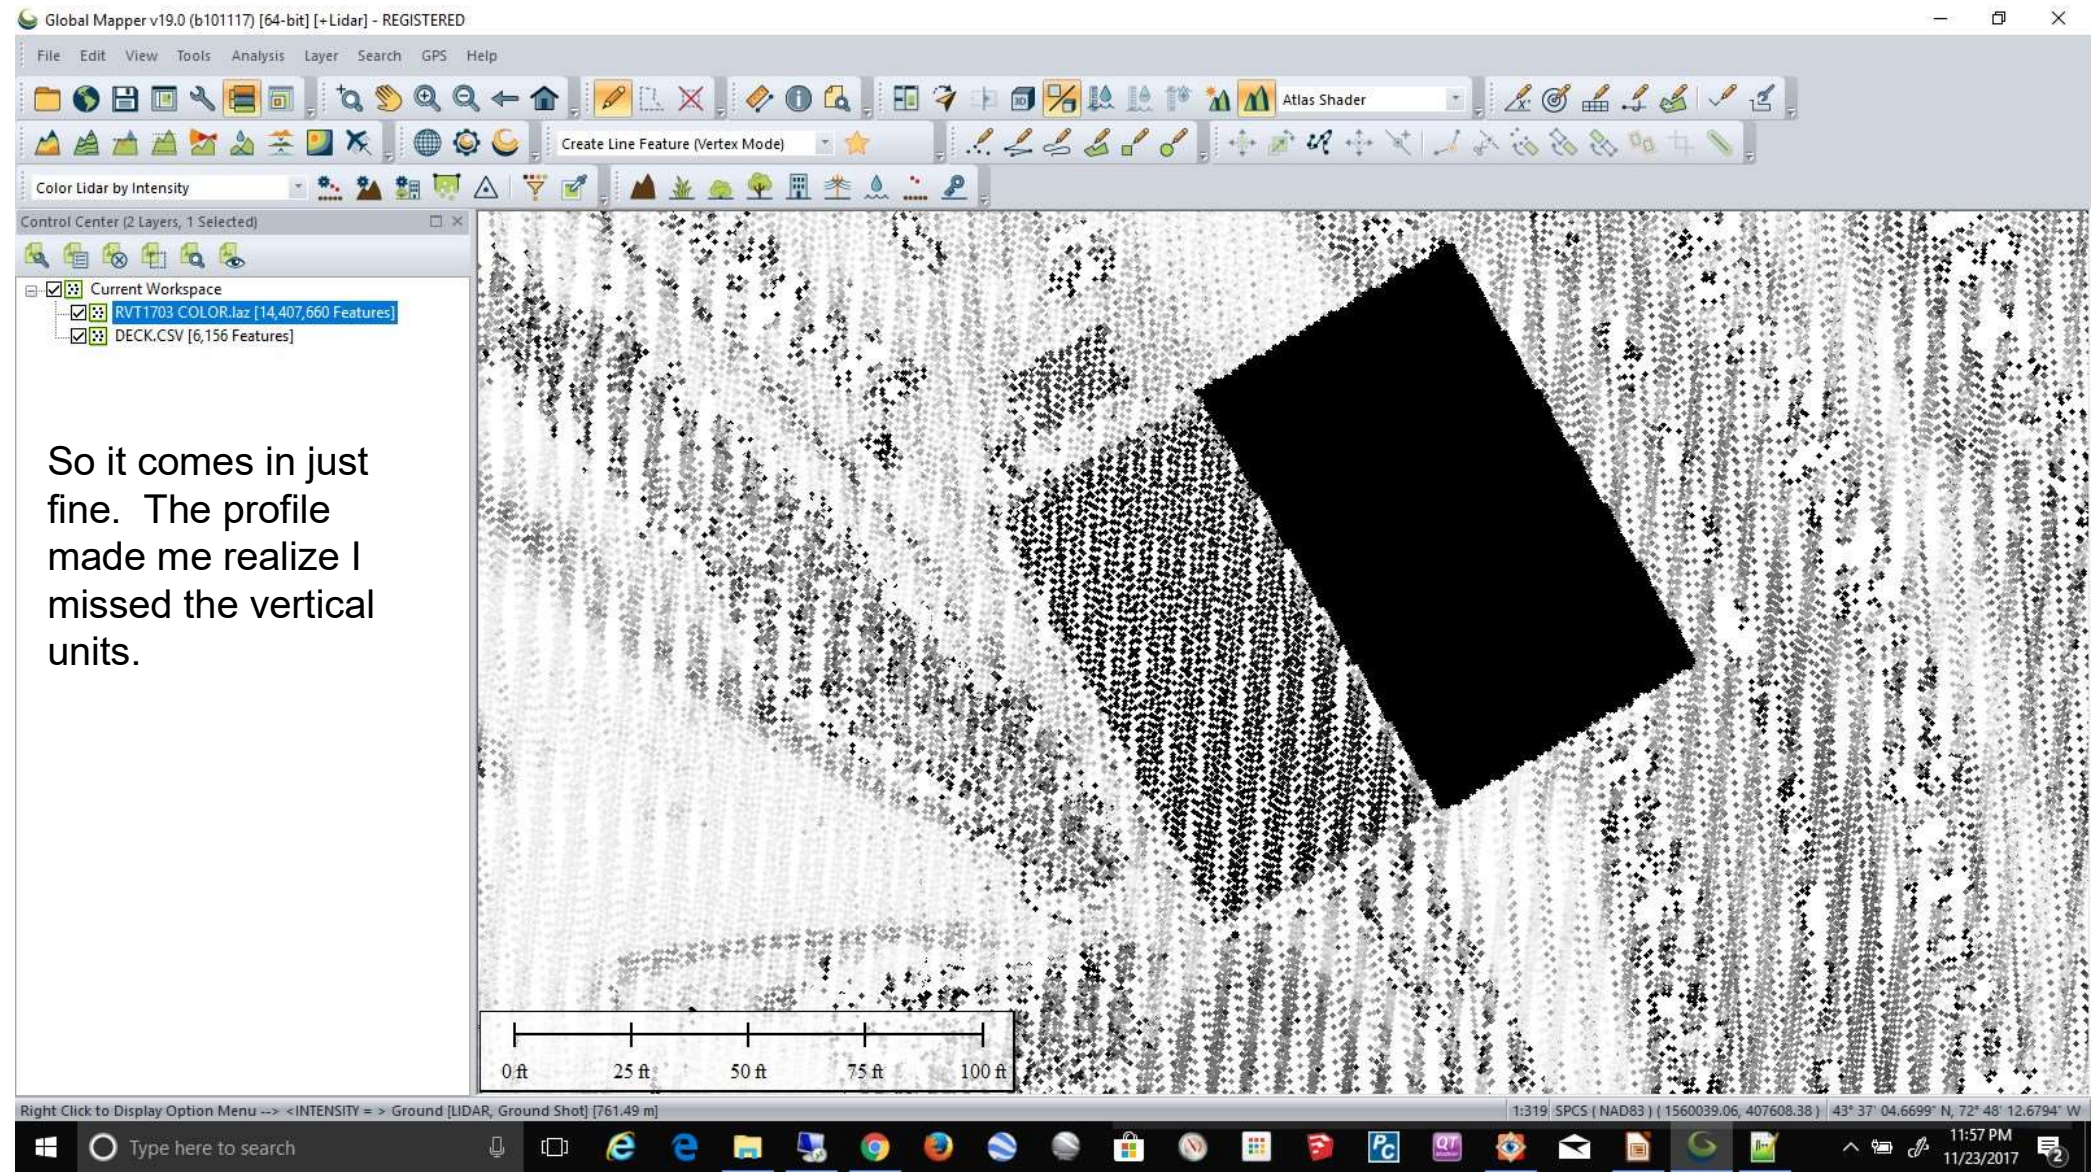 Global Mapper v19.0 (b101117) [64-bit] [+Lidar] - REGISTERED
File Edit View Tools Analysis Layer Search GPS Help
Atlas Shader
Create Line Feature (Vertex Mode)
Color Lidar by Intensity
Control Center (2 Layers, 1 Selected)
Current Workspace
RVT1703 COLOR.laz [14,407,660 Features]
DECK.CSV [6,156 Features]
So it comes in just
fine. The profile
made me realize I
missed the vertical
units.
0 ft 25 ft 50 ft 75 ft 100 ft
Right Click to Display Option Menu --> <INTENSITY = > Ground [LIDAR, Ground Shot] [761.49 m]
1:319 SPCS ( NAD83 ) ( 1560039.06, 407608.38 ) 43° 37' 04.6699" N, 72° 48' 12.6794" W
Type here to search
11:57 PM
11/23/2017